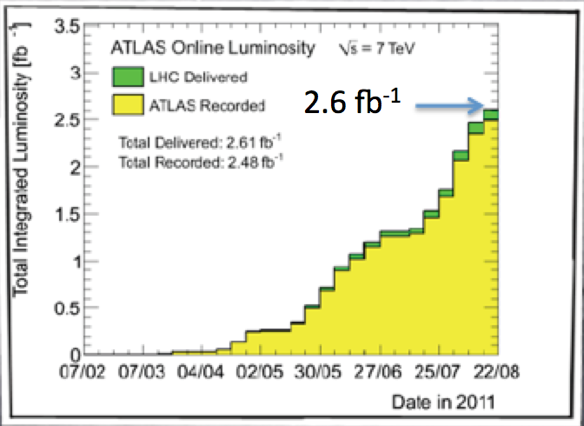 Total Integrated Luminosity [fb⁻¹]
3.5
3
2.5
2
1.5
1
0.5
0
ATLAS Online Luminosity √s = 7 TeV
LHC Delivered
ATLAS Recorded
Total Delivered: 2.61 fb⁻¹
Total Recorded: 2.48 fb⁻¹
2.6 fb⁻¹
07/02 07/03 04/04 02/05 30/05 27/06 25/07 22/08
Date in 2011